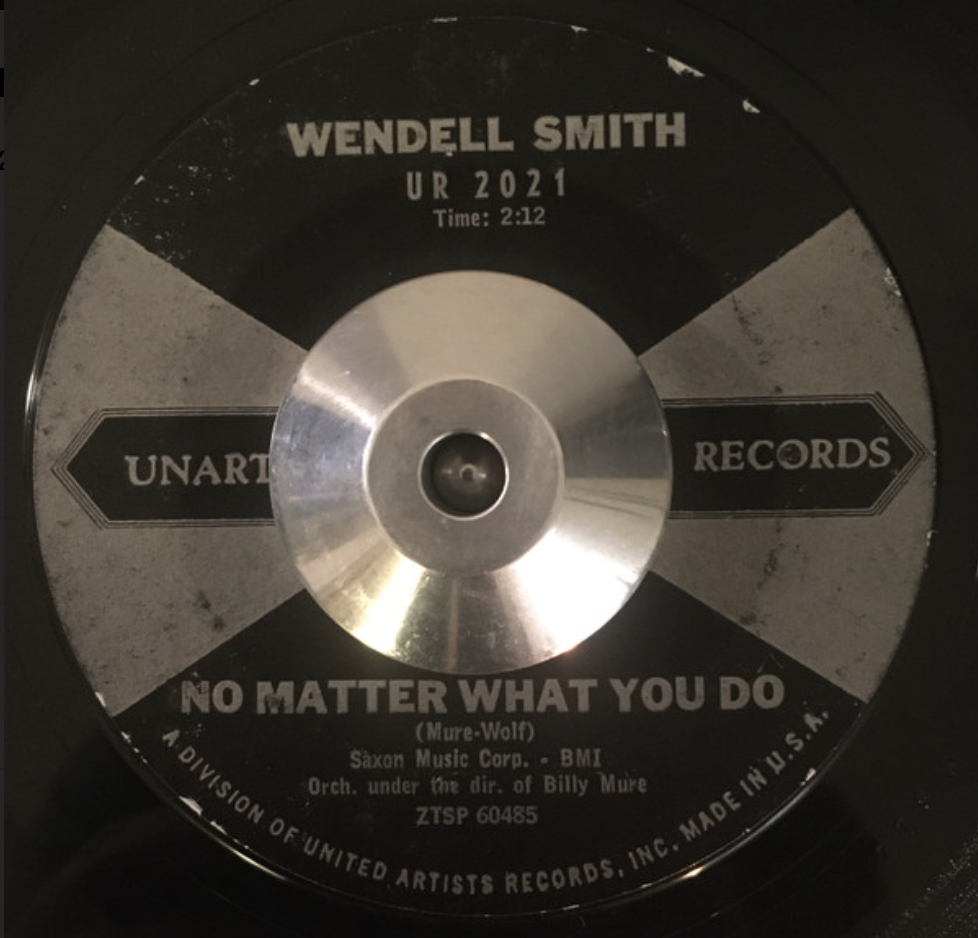 WENDELL SMITH
UR 2021
Time: 2:12
UNART RECORDS
NO MATTER WHAT YOU DO
(Mure-Wolf)
Saxon Music Corp. - BMI
Orch. under the dir. of Billy Mure
ZTSP 60485
A DIVISION OF UNITED ARTISTS RECORDS, INC. MADE IN U.S.A.